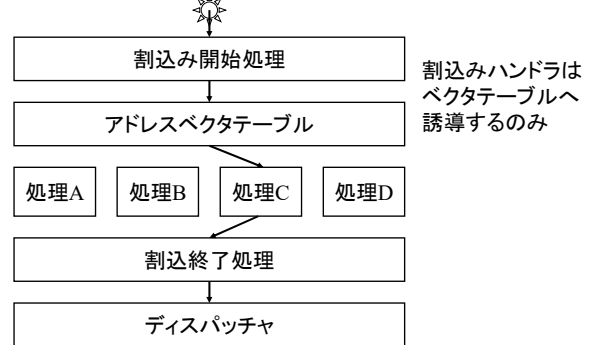 割込み開始処理
割込みハンドラは
ベクタテーブルへ
誘導するのみ
アドレスベクタテーブル
処理A 処理B 処理C 処理D
割込終了処理
ディスパッチャ